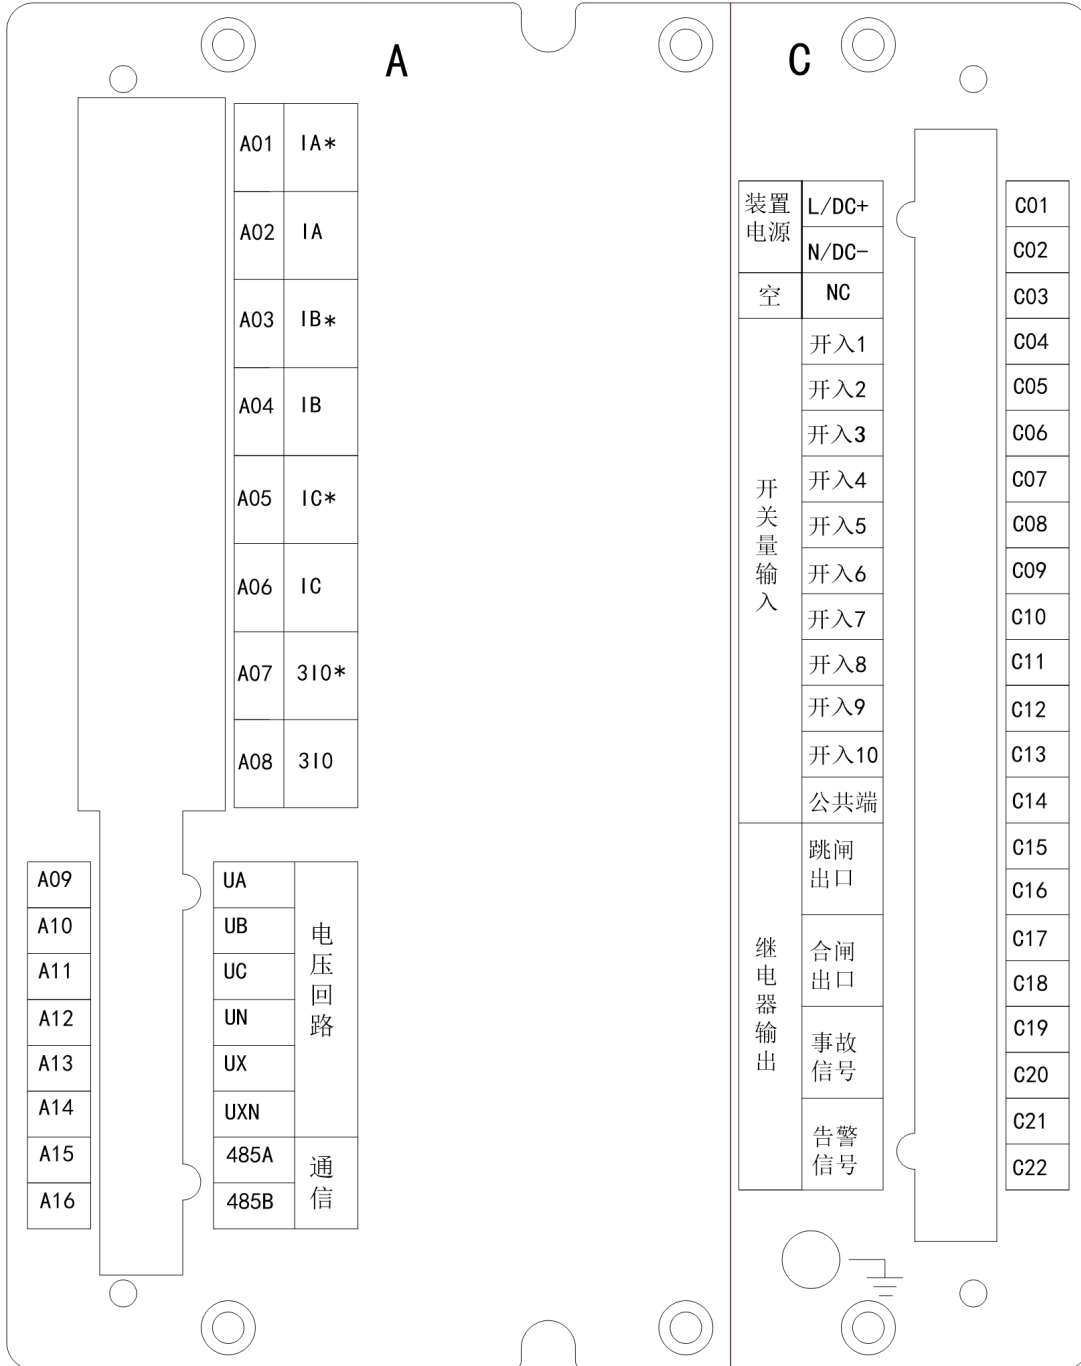 A
A01 IA*
A02 IA
A03 IB*
A04 IB
A05 IC*
A06 IC
A07 3I0*
A08 3I0
A09 UA
A10 UB
A11 UC
A12 UN
A13 UX
A14 UXN
电压回路
A15 485A
A16 485B
通信
C
装置电源
L/DC+ C01
N/DC- C02
空 NC C03
开关量输入
开入1 C04
开入2 C05
开入3 C06
开入4 C07
开入5 C08
开入6 C09
开入7 C10
开入8 C11
开入9 C12
开入10 C13
公共端 C14
继电器输出
跳闸出口
C15
C16
合闸出口
C17
C18
事故信号
C19
C20
告警信号
C21
C22